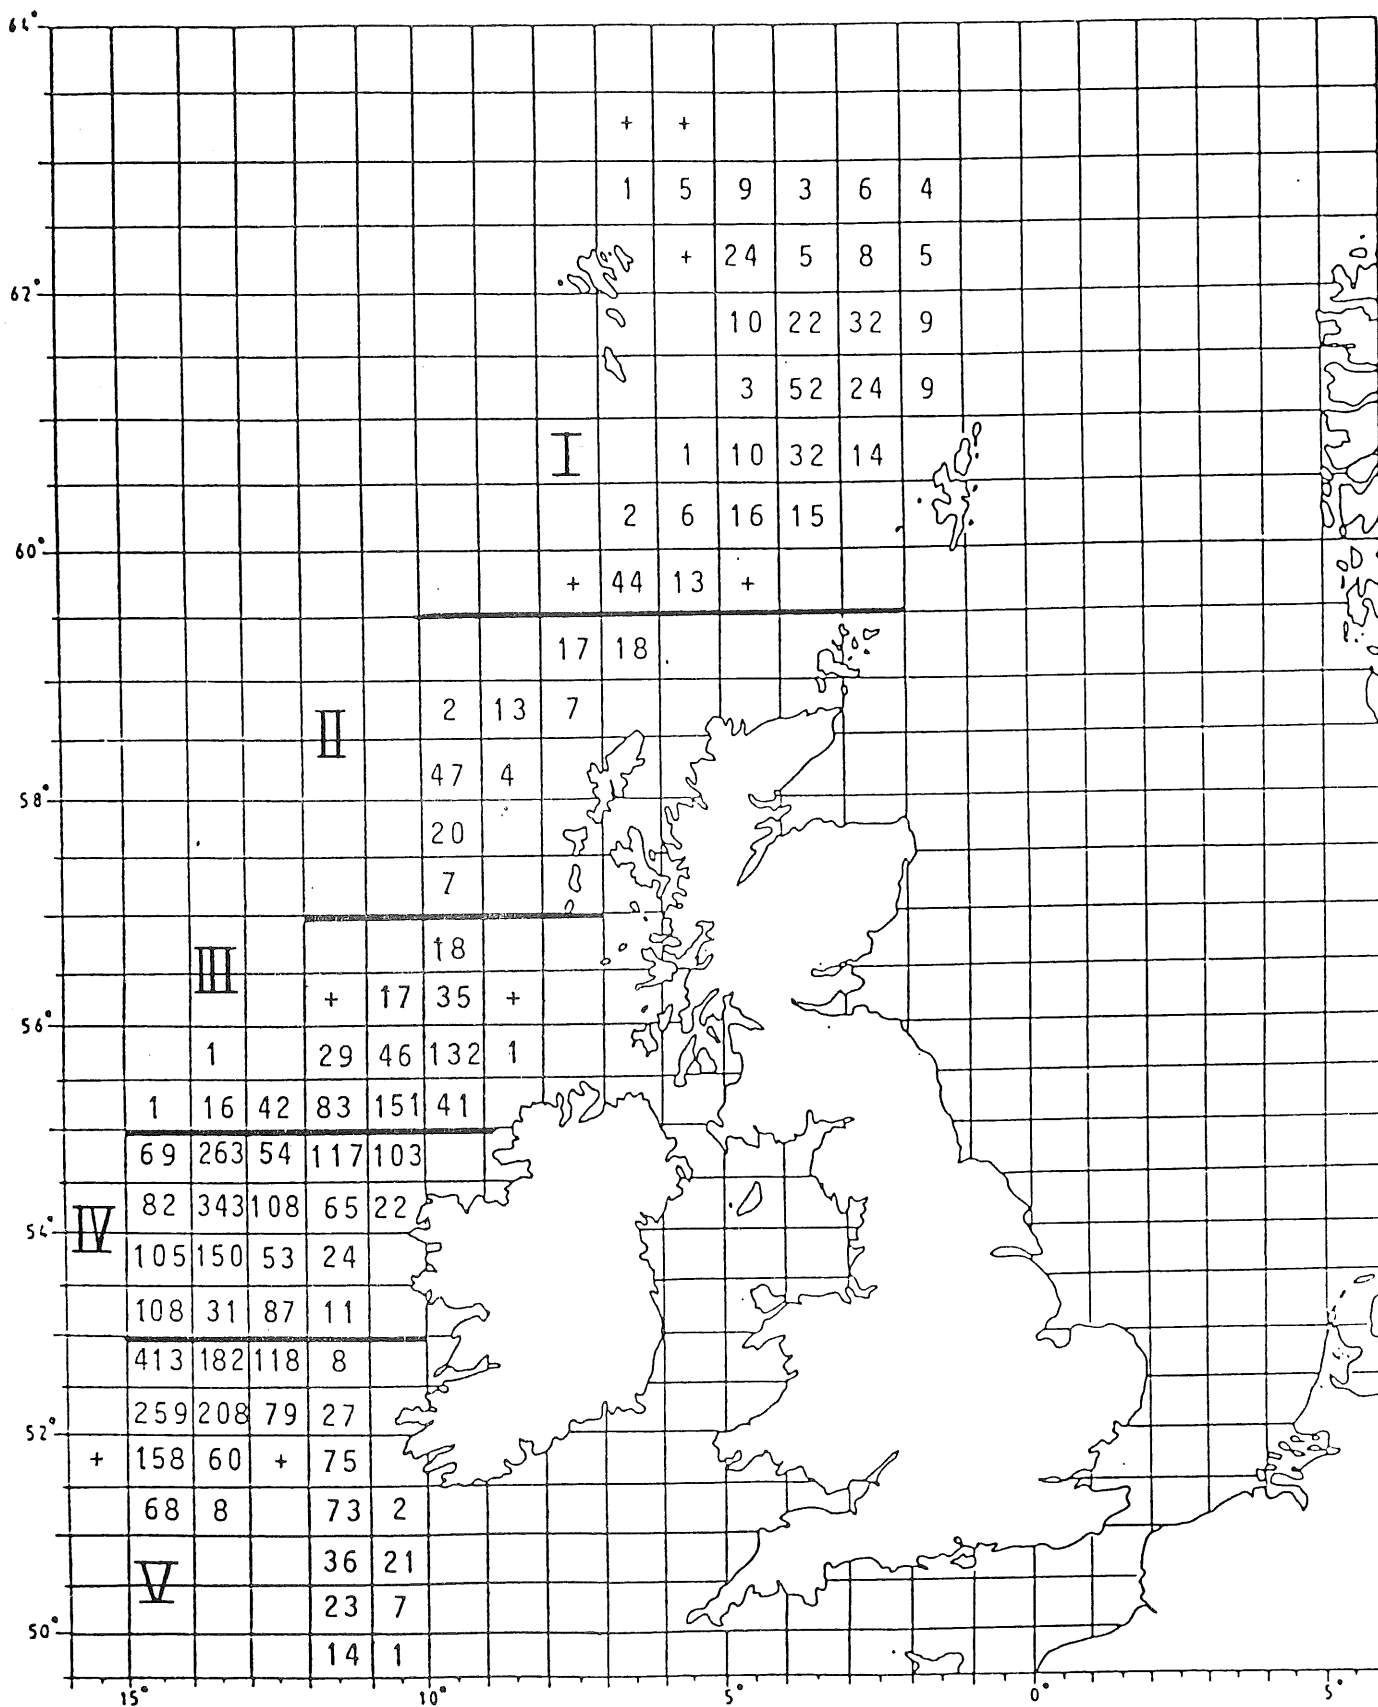 64°
+ +
1 5 9 3 6 4
+ 24 5 8 5
62°
10 22 32 9
3 52 24 9
I 1 10 32 14
2 6 16 15
60°
+ 44 13 +
17 18
II 2 13 7
47 4
58°
20
7
18
III + 17 35 +
56°
1 29 46 132 1
1 16 42 83 151 41
69 263 54 117 103
82 343 108 65 22
IV 54°
105 150 53 24
108 31 87 11
413 182 118 8
259 208 79 27
52°
+ 158 60 + 75
68 8 73 2
V 36 21
23 7
50°
14 1
15° 10° 5° 0° 5°